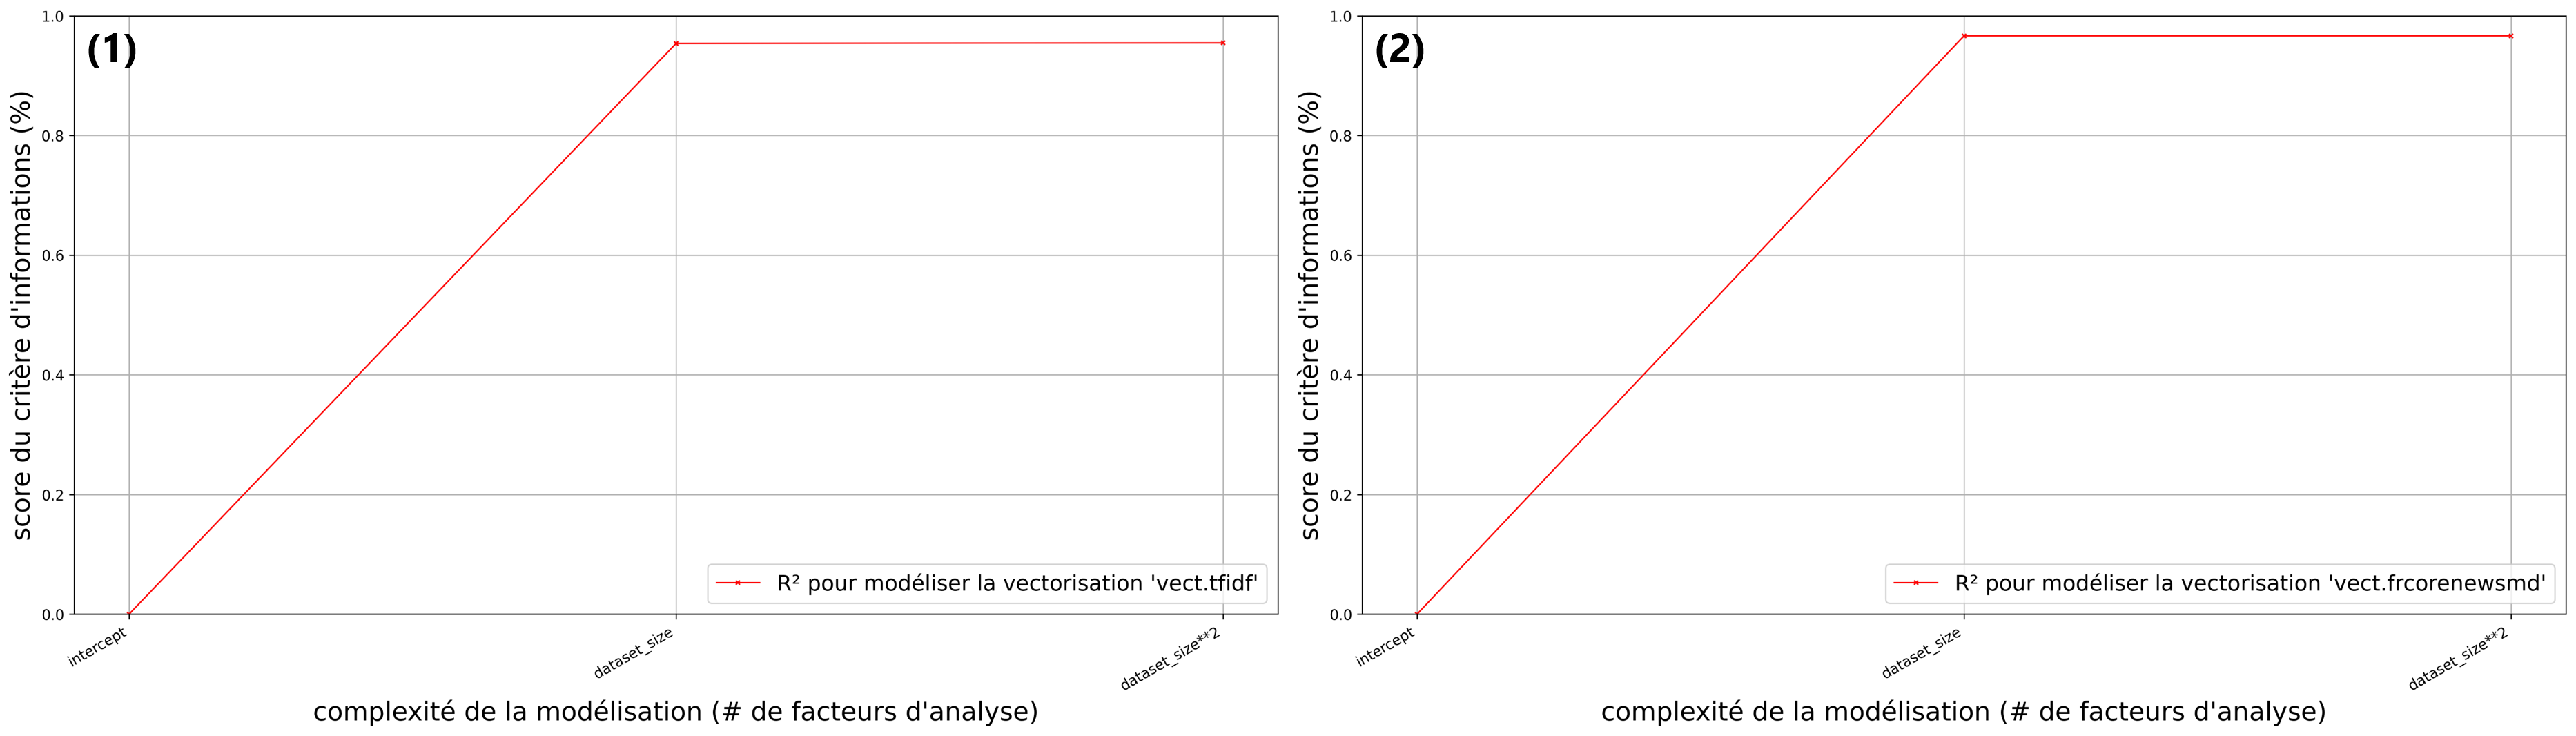 (1)
score du critère d'informations (%)
1.0
0.8
0.6
0.4
0.2
0.0
R² pour modéliser la vectorisation 'vect.tfidf'
intercept
dataset_size
dataset_size**2
complexité de la modélisation (# de facteurs d'analyse)
(2)
score du critère d'informations (%)
1.0
0.8
0.6
0.4
0.2
0.0
R² pour modéliser la vectorisation 'vect.frcorenewsmd'
intercept
dataset_size
dataset_size**2
complexité de la modélisation (# de facteurs d'analyse)